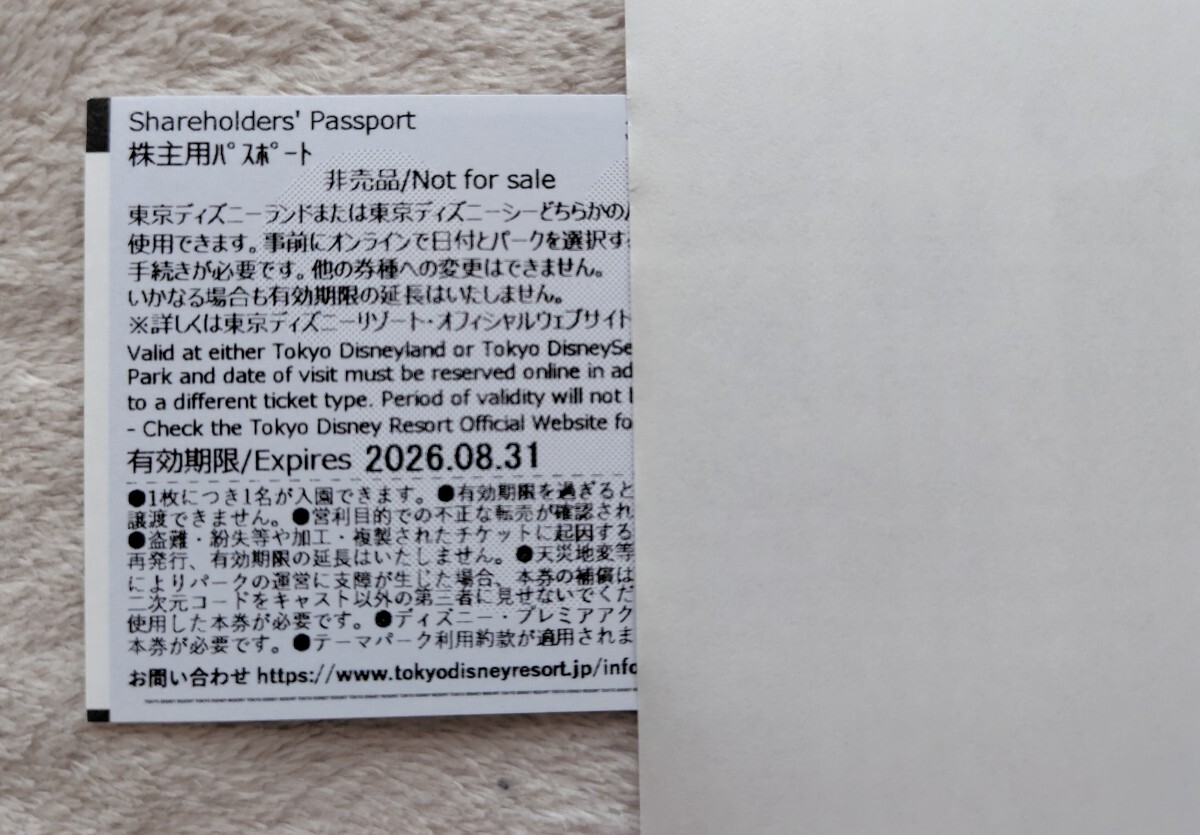 Shareholders' Passport
株主用ﾊﾟｽﾎﾟｰﾄ
非売品/Not for sale
東京ディズニーランドまたは東京ディズニーシーどちらかの
使用できます。事前にオンラインで日付とパークを選択す
手続きが必要です。他の券種への変更はできません。
いかなる場合も有効期限の延長はいたしません。
※詳しくは東京ディズニーリゾート・オフィシャルウェブサイト
Valid at either Tokyo Disneyland or Tokyo DisneySe
Park and date of visit must be reserved online in ad
to a different ticket type. Period of validity will not
- Check the Tokyo Disney Resort Official Website fo
有効期限/Expires 2026.08.31
●1枚につき1名が入園できます。●有効期限を過ぎると
譲渡できません。●営利目的での不正な転売が確認され
●盗難・紛失等や加工・複製されたチケットに起因する
再発行、有効期限の延長はいたしません。●天災地変等
によりパークの運営に支障が生じた場合、本券の補償は
二次元コードをキャスト以外の第三者に見せないでくだ
使用した本券が必要です。●ディズニー・プレミアアク
本券が必要です。●テーマパーク利用約款が適用されま
お問い合わせ https://www.tokyodisneyresort.jp/info